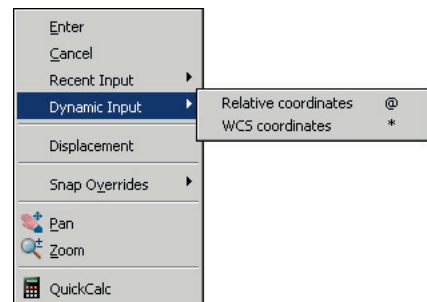 Enter
Cancel
Recent Input
Dynamic Input
Relative coordinates @
WCS coordinates *
Displacement
Snap Overrides
Pan
Zoom
QuickCalc